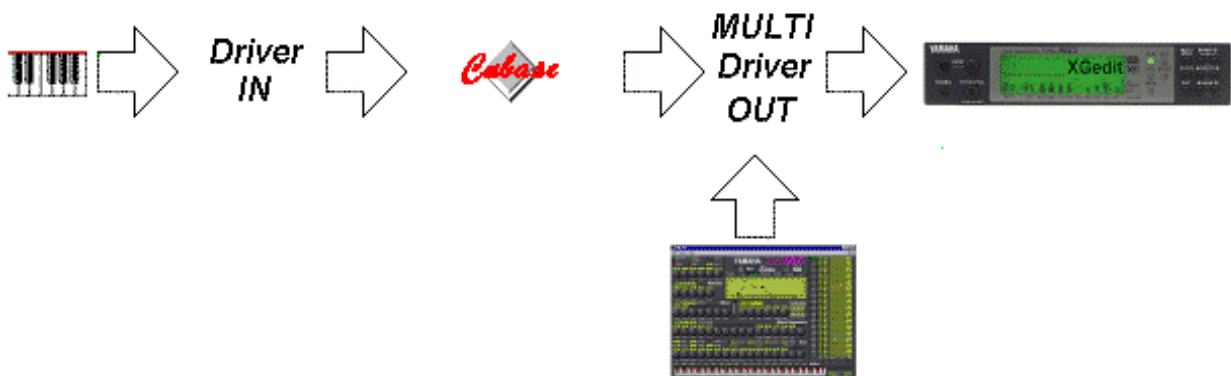 Driver
IN
Cubase
MULTI
Driver
OUT
YAMAHA
XGedit
YAMAHA